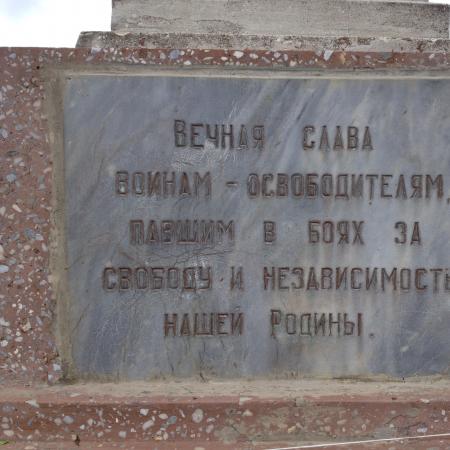 Вечная слава
воинам - освободителям,
павшим в боях за
свободу и независимость
нашей Родины.